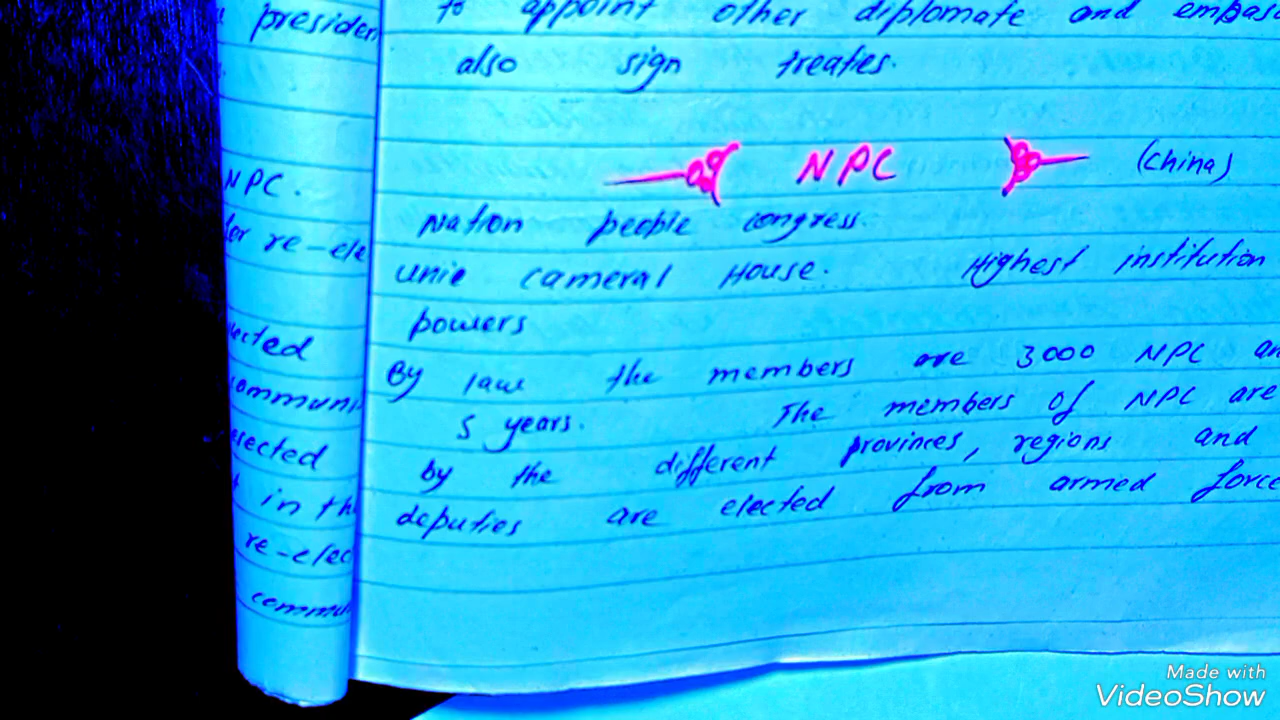 presiden
NPC.
for re-ele
ected
communi
elected
in th
re-elec
commu
to appoint other diplomate and embasi
also sign treaties.
NPC (China)
Nation people congress.
unie cameral House. Highest institution
powers
By law the members are 3000 NPC an
5 years. The members of NPC are
by the different provinces, regions and
deputies are elected from armed force
Made with
VideoShow